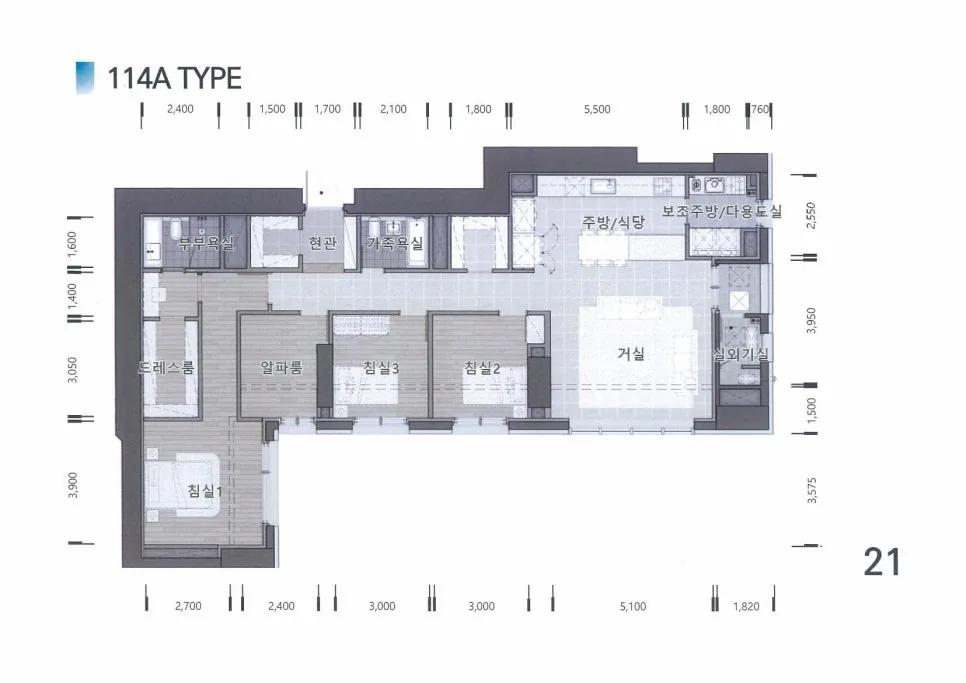 114A TYPE
2,400
1,500
1,700
2,100
1,800
5,500
1,800
760
2,550
3,950
1,500
3,575
1,600
1,400
3,050
3,900
주방/식당
보조주방/다용도실
부부욕실
현관
가족욕실
거실
실외기실
드레스룸
알파룸
침실3
침실2
침실1
21
2,700
2,400
3,000
3,000
5,100
1,820